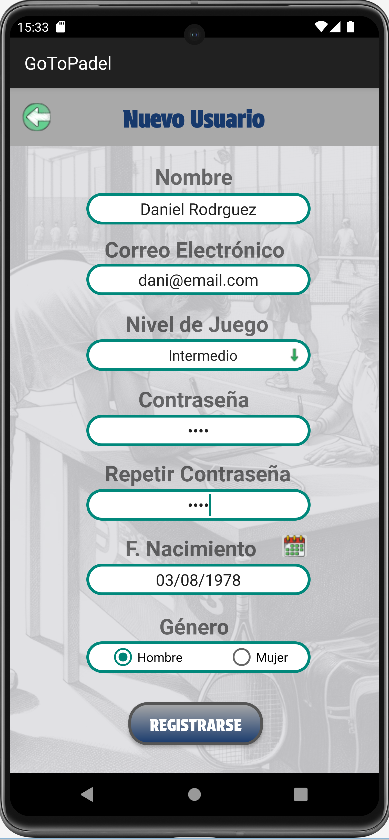 15:33
GoToPadel
Nuevo Usuario
Nombre
Daniel Rodrguez
Correo Electrónico
dani@email.com
Nivel de Juego
Intermedio
Contraseña
••••
Repetir Contraseña
••••
F. Nacimiento
03/08/1978
Género
Hombre Mujer
REGISTRARSE